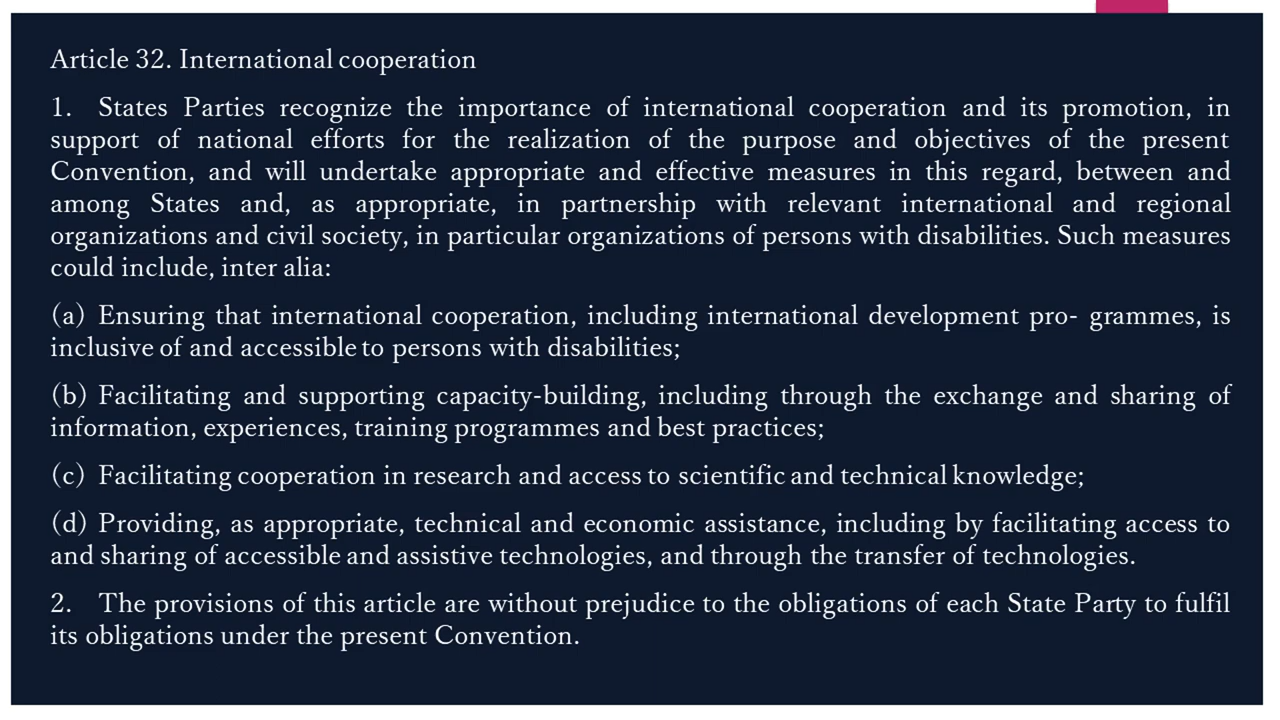 Article 32. International cooperation
1. States Parties recognize the importance of international cooperation and its promotion, in
support of national efforts for the realization of the purpose and objectives of the present
Convention, and will undertake appropriate and effective measures in this regard, between and
among States and, as appropriate, in partnership with relevant international and regional
organizations and civil society, in particular organizations of persons with disabilities. Such measures
could include, inter alia:
(a) Ensuring that international cooperation, including international development pro- grammes, is
inclusive of and accessible to persons with disabilities;
(b) Facilitating and supporting capacity-building, including through the exchange and sharing of
information, experiences, training programmes and best practices;
(c) Facilitating cooperation in research and access to scientific and technical knowledge;
(d) Providing, as appropriate, technical and economic assistance, including by facilitating access to
and sharing of accessible and assistive technologies, and through the transfer of technologies.
2. The provisions of this article are without prejudice to the obligations of each State Party to fulfil
its obligations under the present Convention.